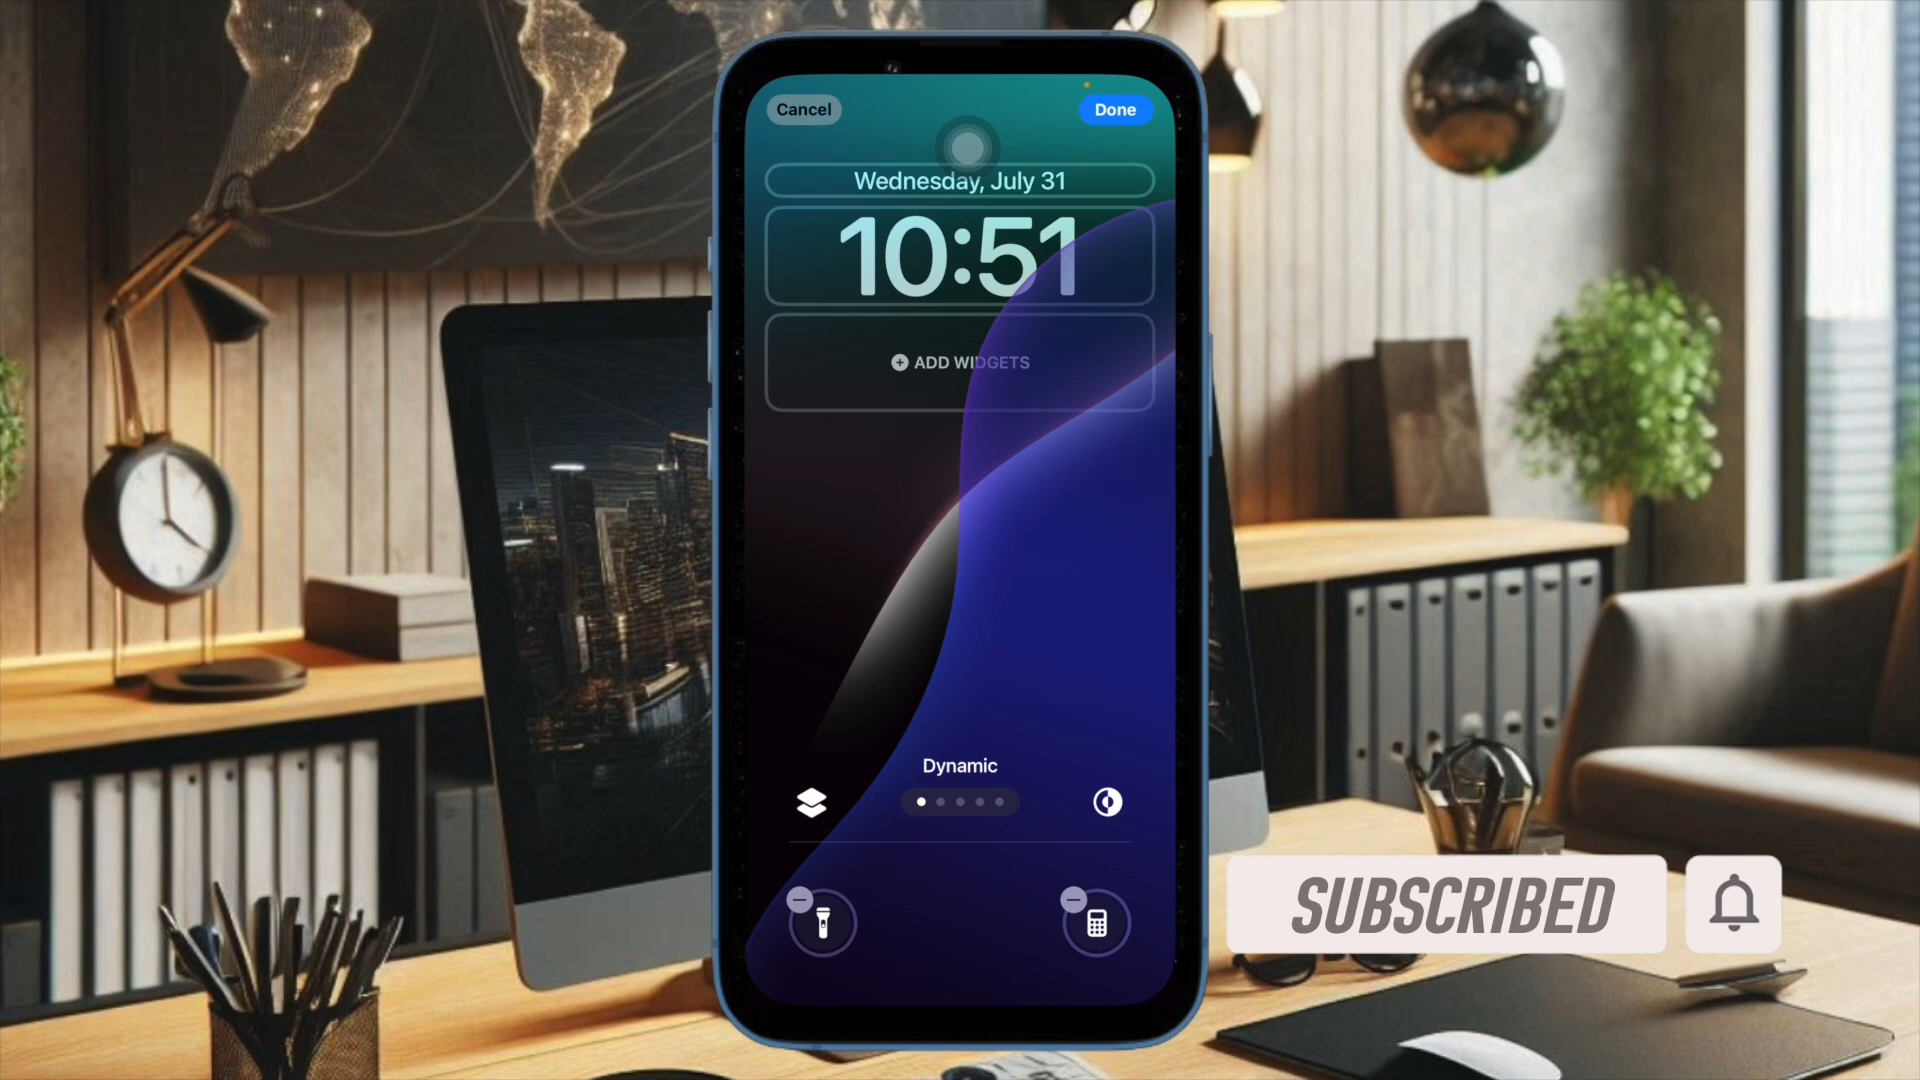 Cancel
Done
Wednesday, July 31
10:51
ADD WIDGETS
Dynamic
SUBSCRIBED